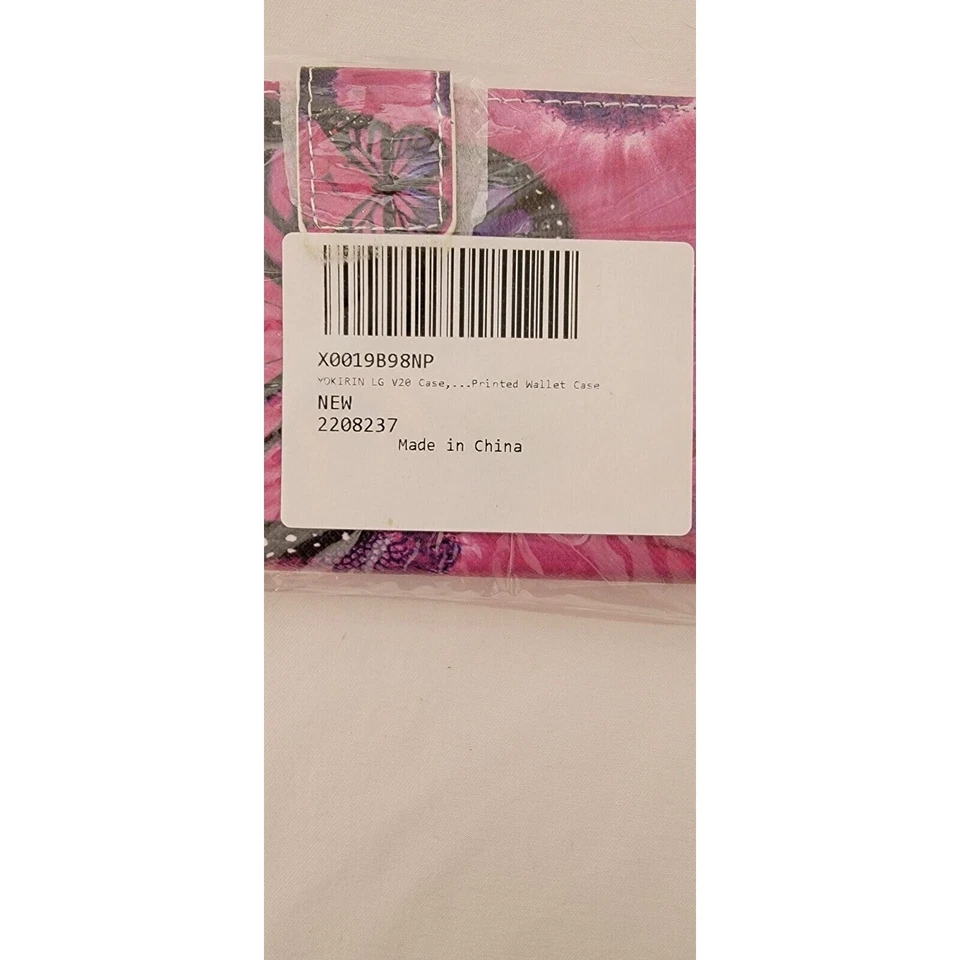 X0019B98NP
YOKIRIN LG V20 Case,...Printed Wallet Case
NEW
2208237
Made in China